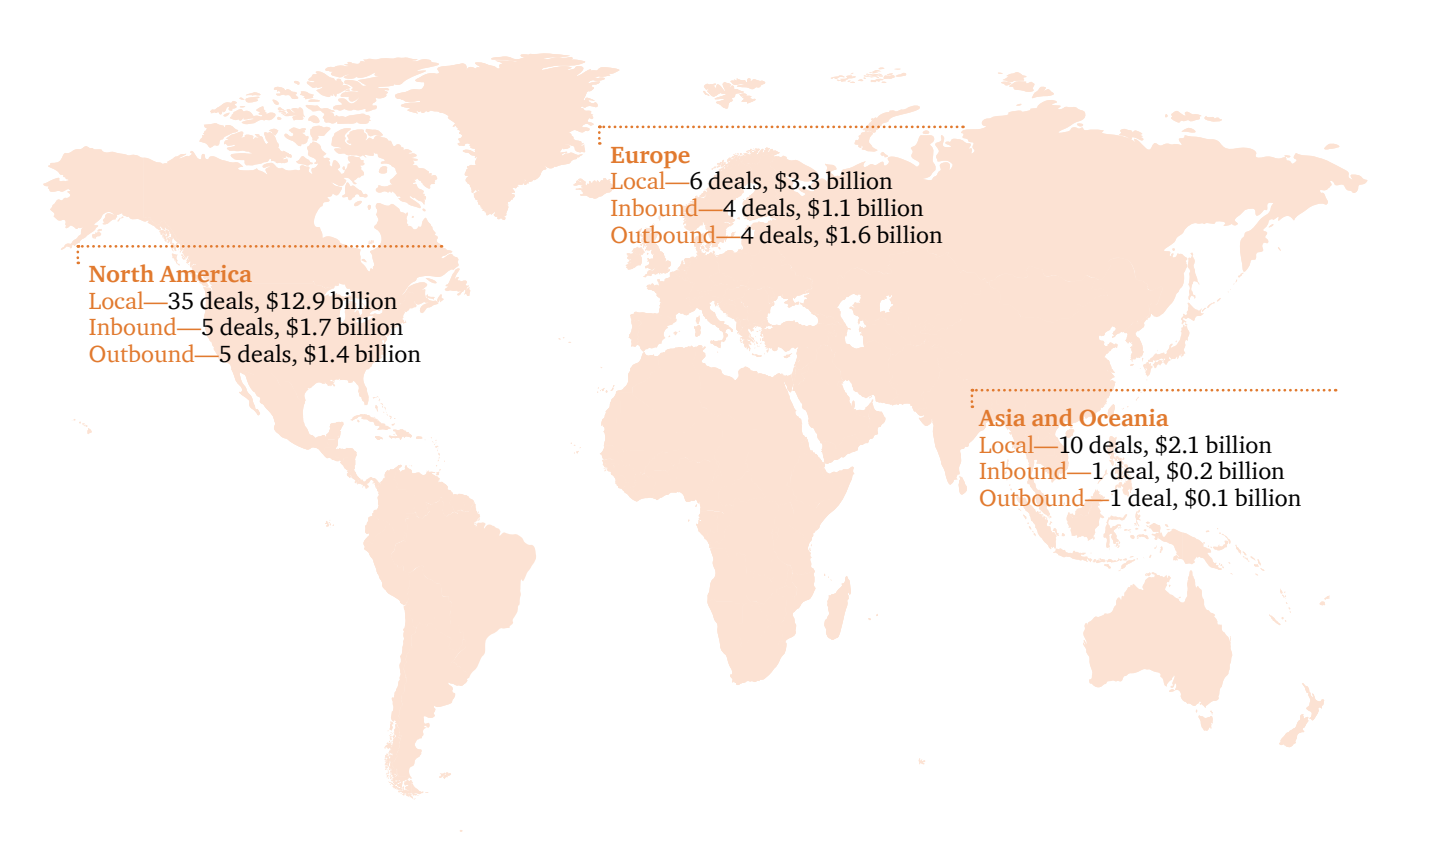 Europe
Local—6 deals, $3.3 billion
Inbound—4 deals, $1.1 billion
Outbound—4 deals, $1.6 billion
North America
Local—35 deals, $12.9 billion
Inbound—5 deals, $1.7 billion
Outbound—5 deals, $1.4 billion
Asia and Oceania
Local—10 deals, $2.1 billion
Inbound—1 deal, $0.2 billion
Outbound—1 deal, $0.1 billion